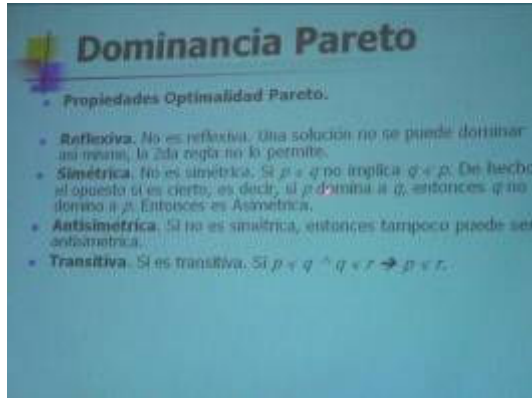 Dominancia Pareto
Propiedades Optimalidad Pareto.
Reflexiva. No es reflexiva. Una solución no se puede dominar
asi misma, la 2da regla no lo permite.
Simétrica. No es simétrica. Si p < q no implica q < p. De hecho
el opuesto si es cierto, es decir, si p domina a q, entonces q no
domina a p. Entonces es Asimétrica.
Antisimétrica. Si no es simétrica, entonces tampoco puede ser
antisimetrica.
Transitiva. Si es transitiva. Si p < q ^ q < r → p < r.